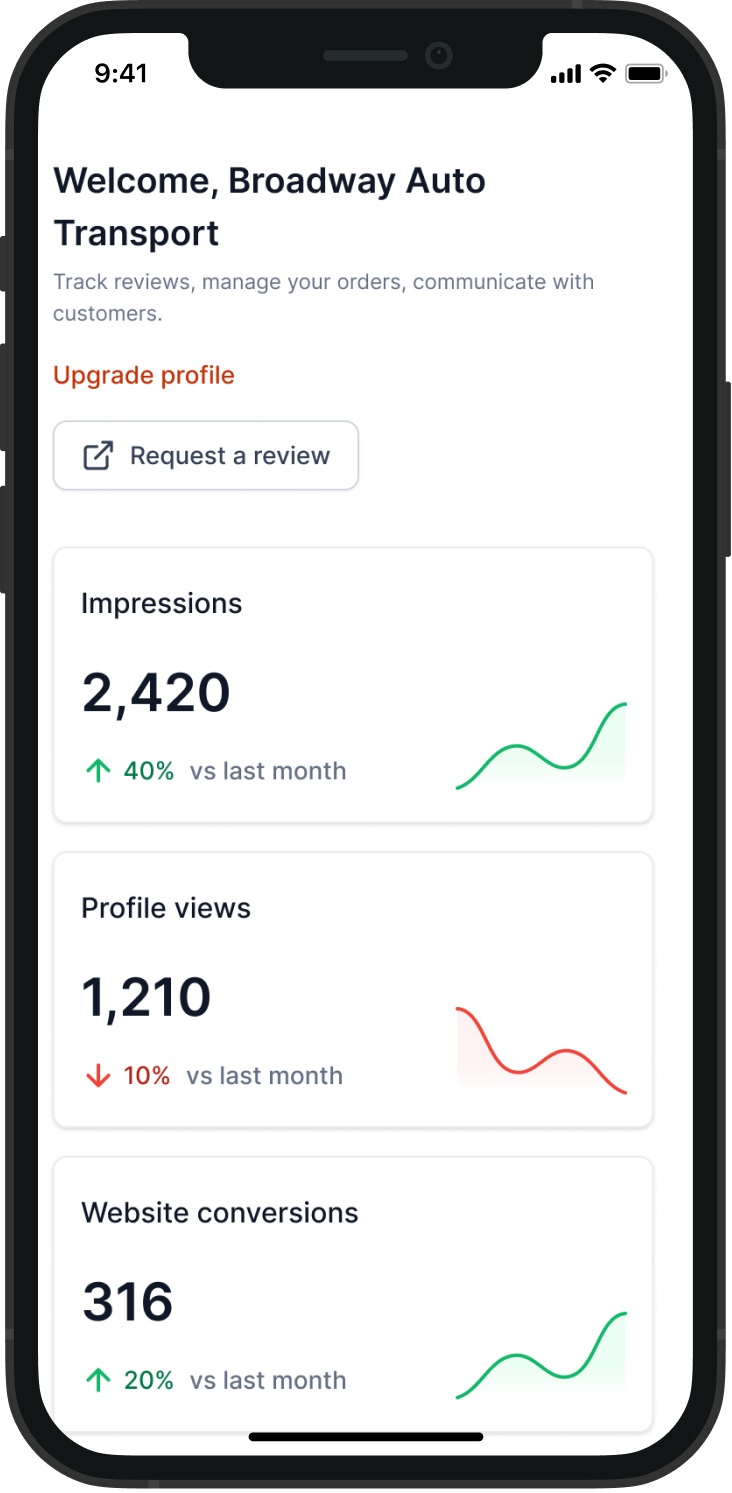 9:41
Welcome, Broadway Auto
Transport
Track reviews, manage your orders, communicate with
customers.
Upgrade profile
Request a review
Impressions
2,420
40% vs last month
Profile views
1,210
10% vs last month
Website conversions
316
20% vs last month